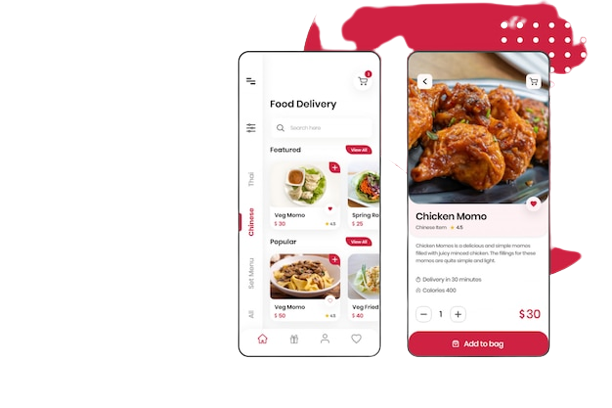 1
Food Delivery
Search here
Featured
View All
Veg Momo
$ 30
4.5
Spring Ro
$ 25
Popular
View All
Veg Momo
$ 50
4.5
Veg Fried
$ 40
Thai
Chinese
Set Menu
All
Chicken Momo
Chinese Item
4.5
Chicken Momos is a delicious and simple momos
filled with juicy minced chicken. The fillings for these
momos are quite simple and light.
Delivery in 30 minutes
Calories 400
1
$30
Add to bag